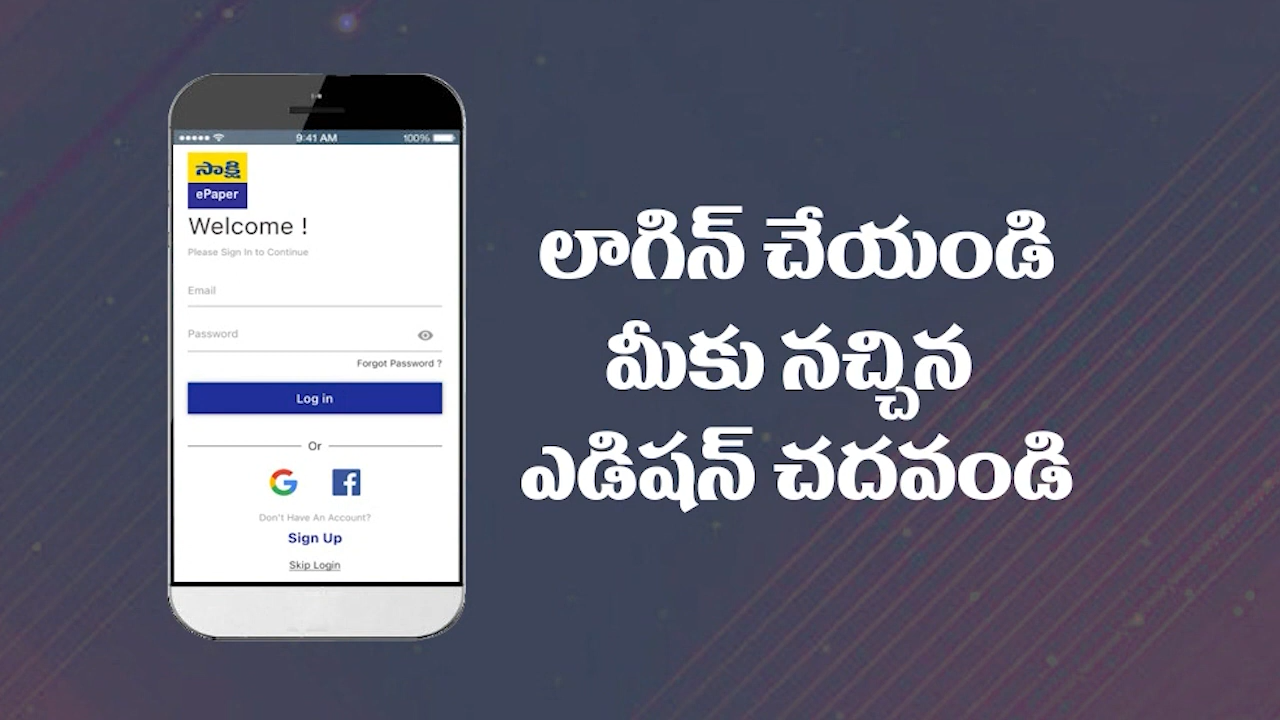 9:41 AM 100%
సాక్షి
ePaper
Welcome !
Please Sign In to Continue
Email
Password
Forgot Password ?
Log in
Or
Don't Have An Account?
Sign Up
Skip Login
లాగిన్ చేయండి
మీకు నచ్చిన
ఎడిషన్ చదవండి